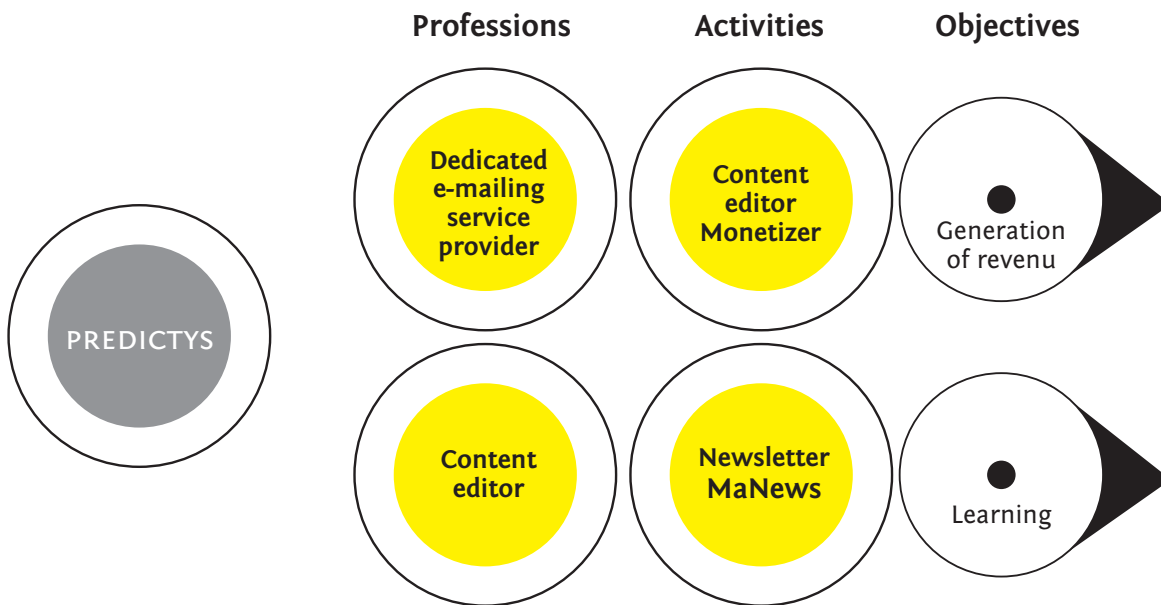 Professions
Activities
Objectives
Dedicated
e-mailing
service
provider
Content
editor
Monetizer
Generation
of revenu
PREDICTYS
Content
editor
Newsletter
MaNews
Learning